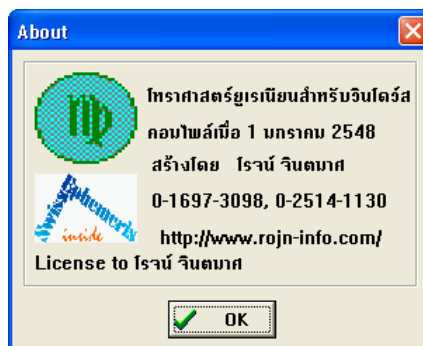 About
โหราศาสตร์ยูเรเนียนสำหรับวินโดว์ส
คอมไพล์เมื่อ 1 มกราคม 2548
สร้างโดย โรจน์ จินตมาศ
0-1697-3098, 0-2514-1130
Ephemeris
inside
http://www.rojn-info.com/
License to โรจน์ จินตมาศ
OK